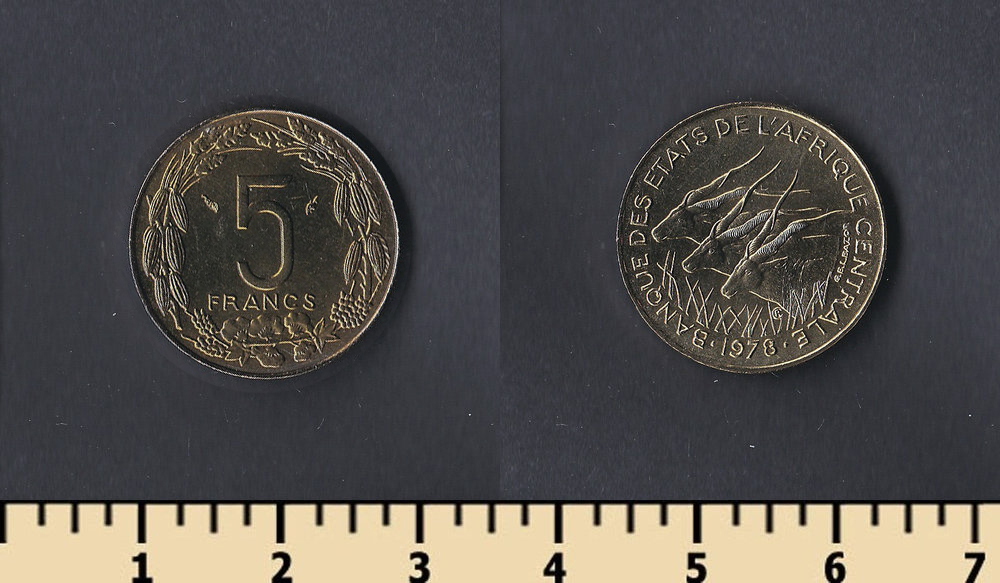 5
FRANCS
BANQUE DES ETATS DE L'AFRIQUE CENTRALE
· 1978 ·
1 2 3 4 5 6 7